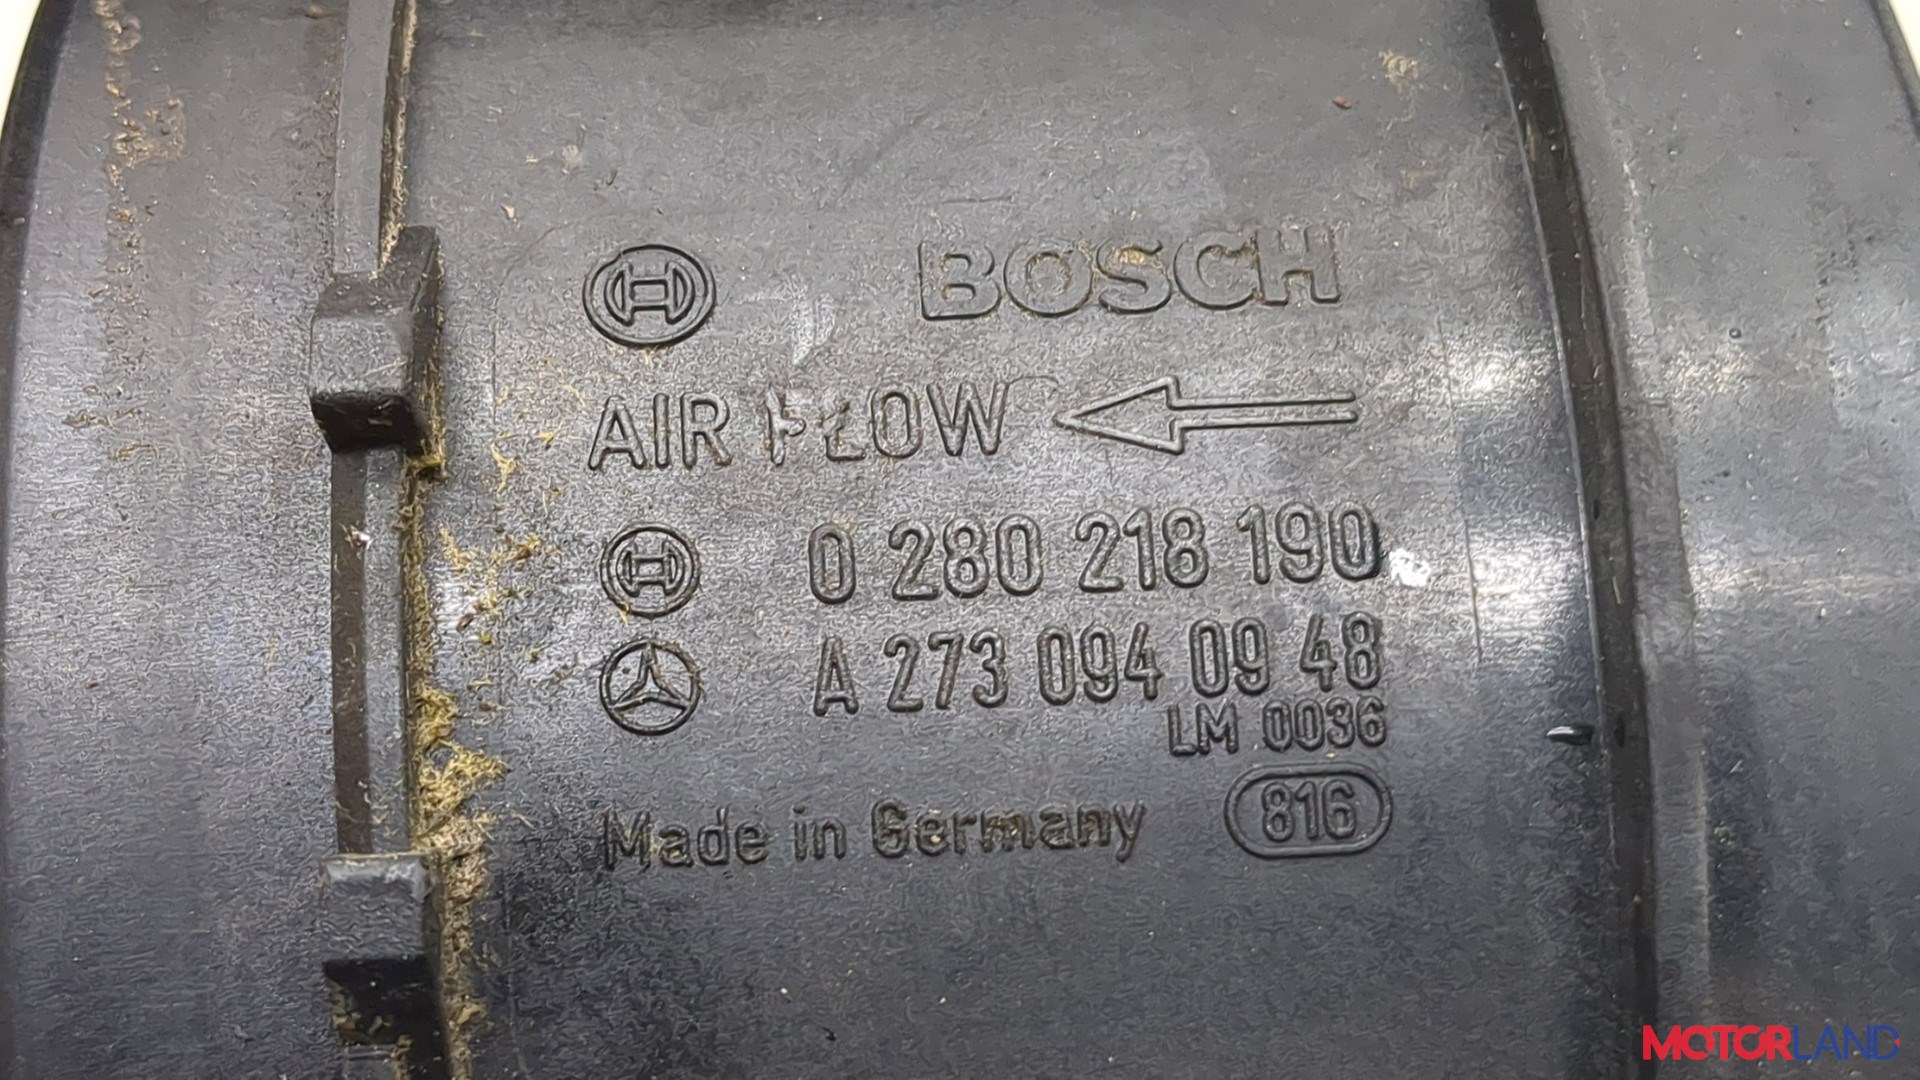 BOSCH
AIR FLOW
0 280 218 190
A 273 094 09 48
LM 0036
Made in Germany 816
MOTORLAND